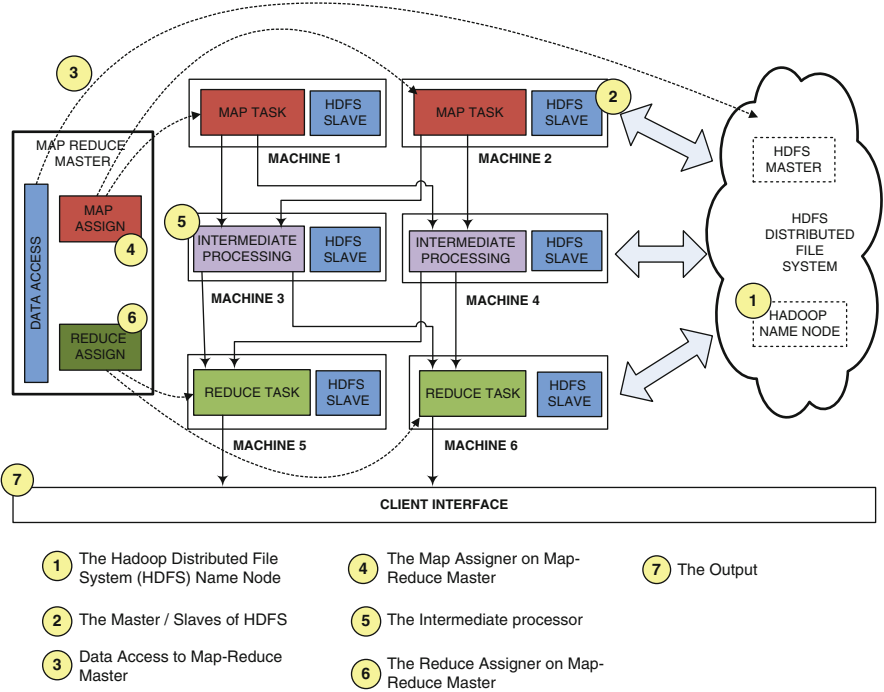 3
MAP TASK
HDFS
SLAVE
MACHINE 1
MAP TASK
HDFS
SLAVE
2
MACHINE 2
MAP REDUCE
MASTER
DATA ACCESS
MAP
ASSIGN
4
REDUCE
ASSIGN
6
5
INTERMEDIATE
PROCESSING
HDFS
SLAVE
MACHINE 3
INTERMEDIATE
PROCESSING
HDFS
SLAVE
MACHINE 4
REDUCE TASK
HDFS
SLAVE
MACHINE 5
REDUCE TASK
HDFS
SLAVE
MACHINE 6
HDFS
MASTER
HDFS
DISTRIBUTED
FILE
SYSTEM
1
HADOOP
NAME NODE
7
CLIENT INTERFACE
1 The Hadoop Distributed File
System (HDFS) Name Node
2 The Master / Slaves of HDFS
3 Data Access to Map-Reduce
Master
4 The Map Assigner on Map-
Reduce Master
5 The Intermediate processor
6 The Reduce Assigner on Map-
Reduce Master
7 The Output